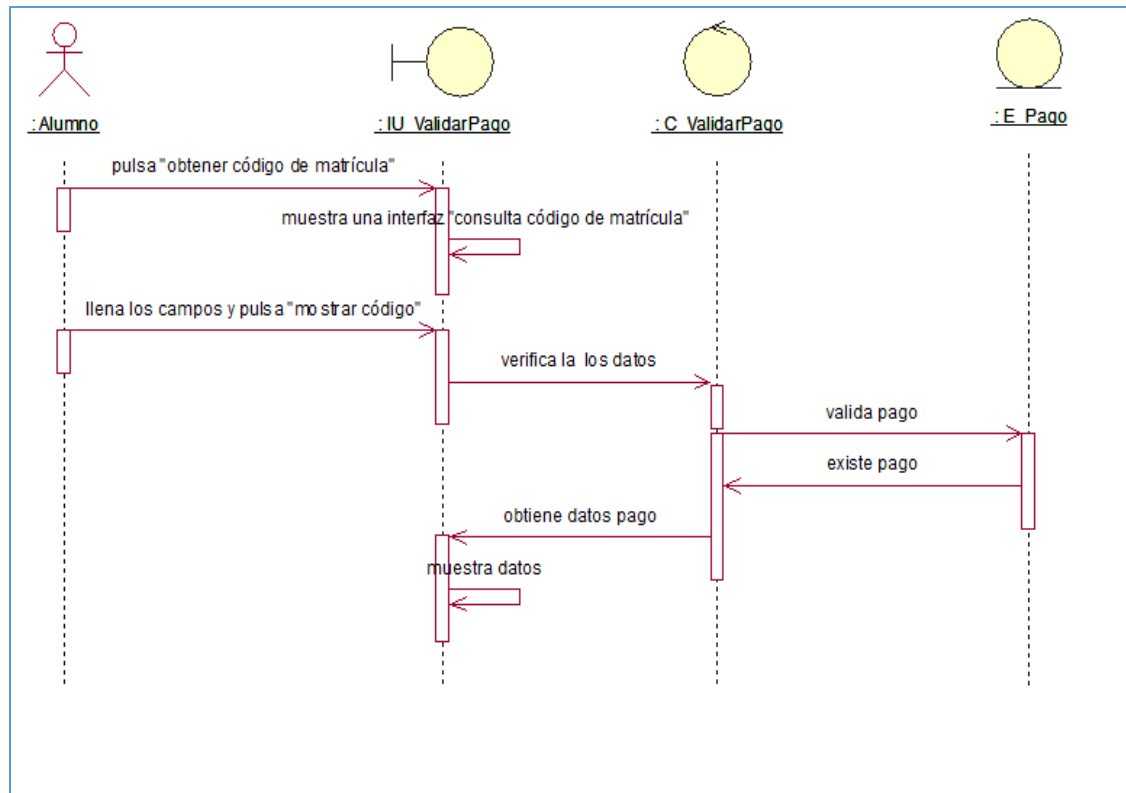 : Alumno
: IU_ValidarPago
: C_ValidarPago
: E_Pago
pulsa "obtener código de matrícula"
muestra una interfaz "consulta código de matrícula"
llena los campos y pulsa "mostrar código"
verifica la los datos
valida pago
existe pago
obtiene datos pago
muestra datos